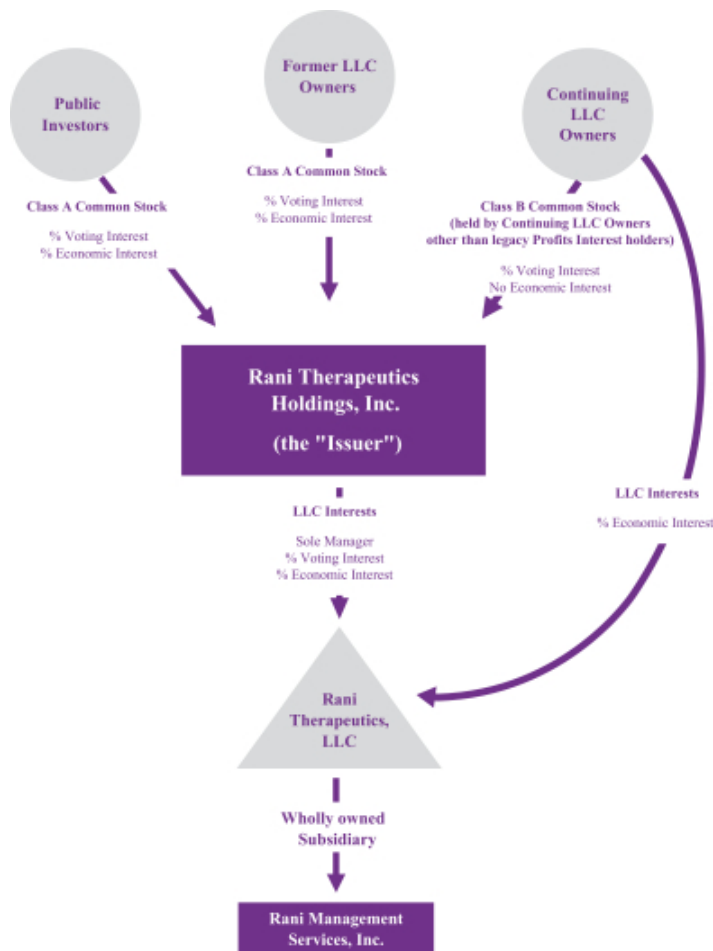 Public
Investors
Former LLC
Owners
Continuing
LLC
Owners
Class A Common Stock
% Voting Interest
% Economic Interest
Class A Common Stock
% Voting Interest
% Economic Interest
Class B Common Stock
(held by Continuing LLC Owners
other than legacy Profits Interest holders)
% Voting Interest
No Economic Interest
Rani Therapeutics
Holdings, Inc.
(the "Issuer")
LLC Interests
Sole Manager
% Voting Interest
% Economic Interest
LLC Interests
% Economic Interest
Rani
Therapeutics,
LLC
Wholly owned
Subsidiary
Rani Management
Services, Inc.